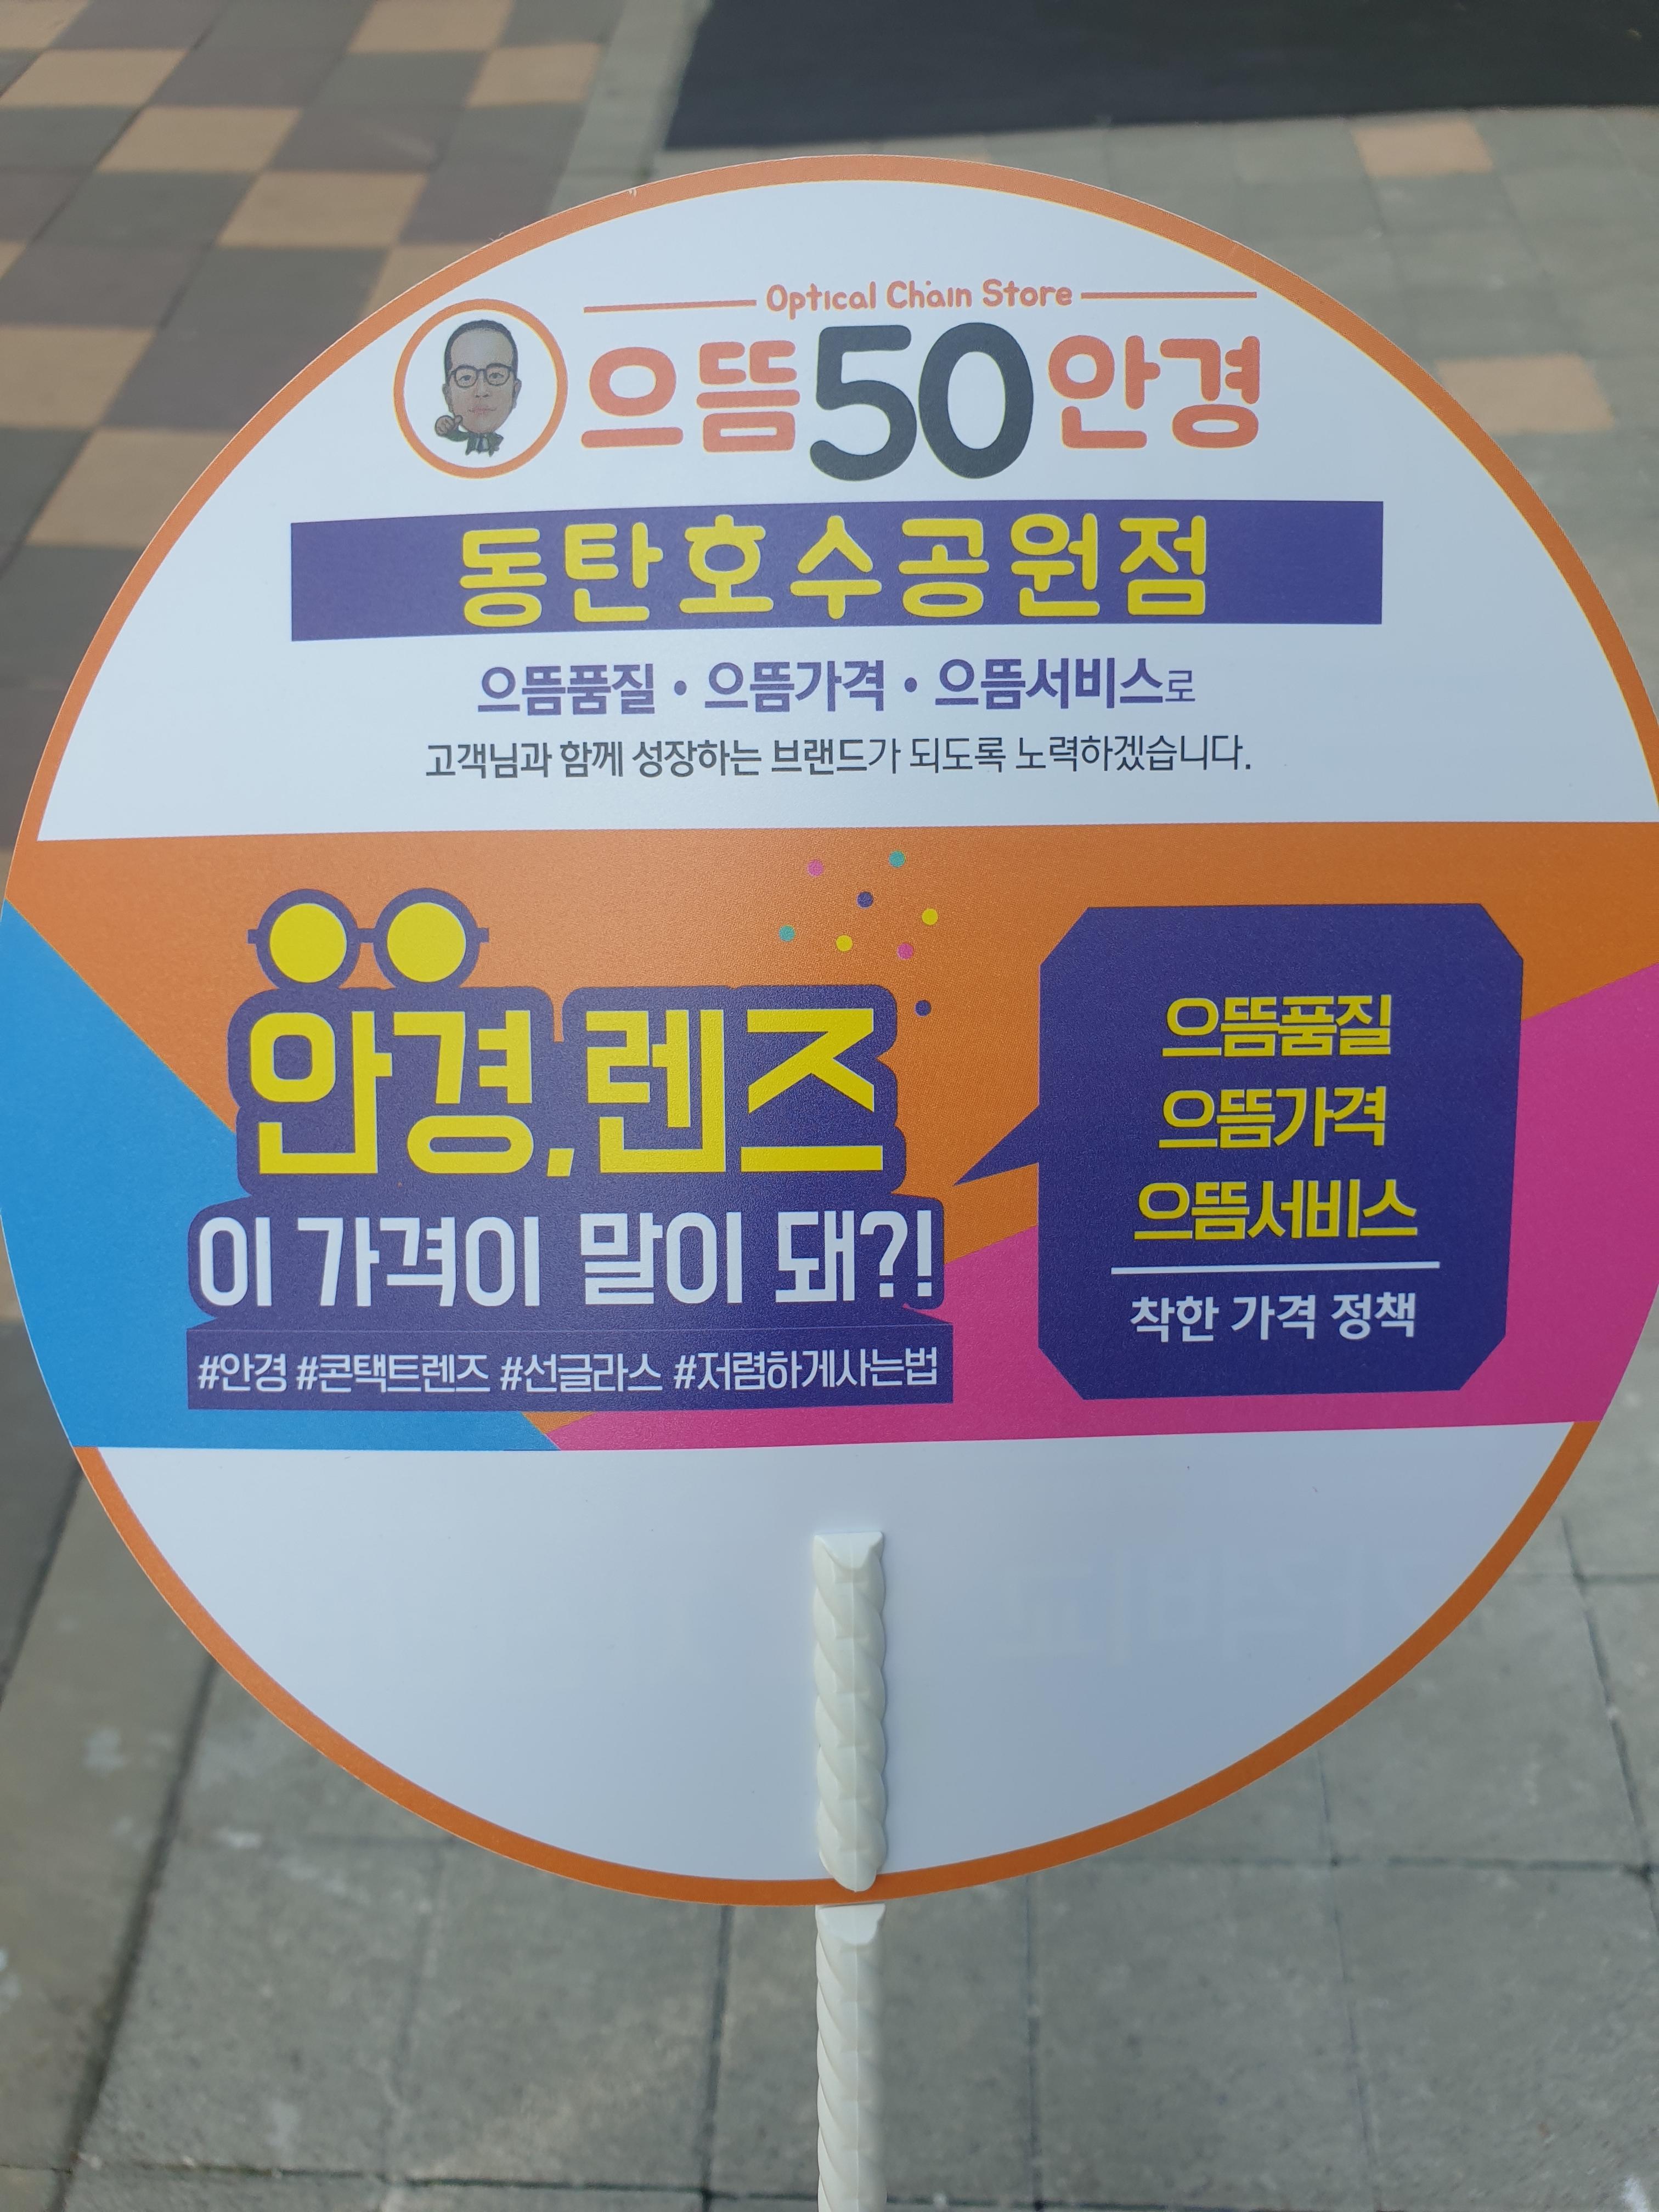 Optical Chain Store
으뜸50안경
동탄호수공원점
으뜸품질 · 으뜸가격 · 으뜸서비스로
고객님과 함께 성장하는 브랜드가 되도록 노력하겠습니다.
안경,렌즈
이 가격이 말이 돼?!
#안경 #콘택트렌즈 #선글라스 #저렴하게사는법
으뜸품질
으뜸가격
으뜸서비스
착한 가격 정책